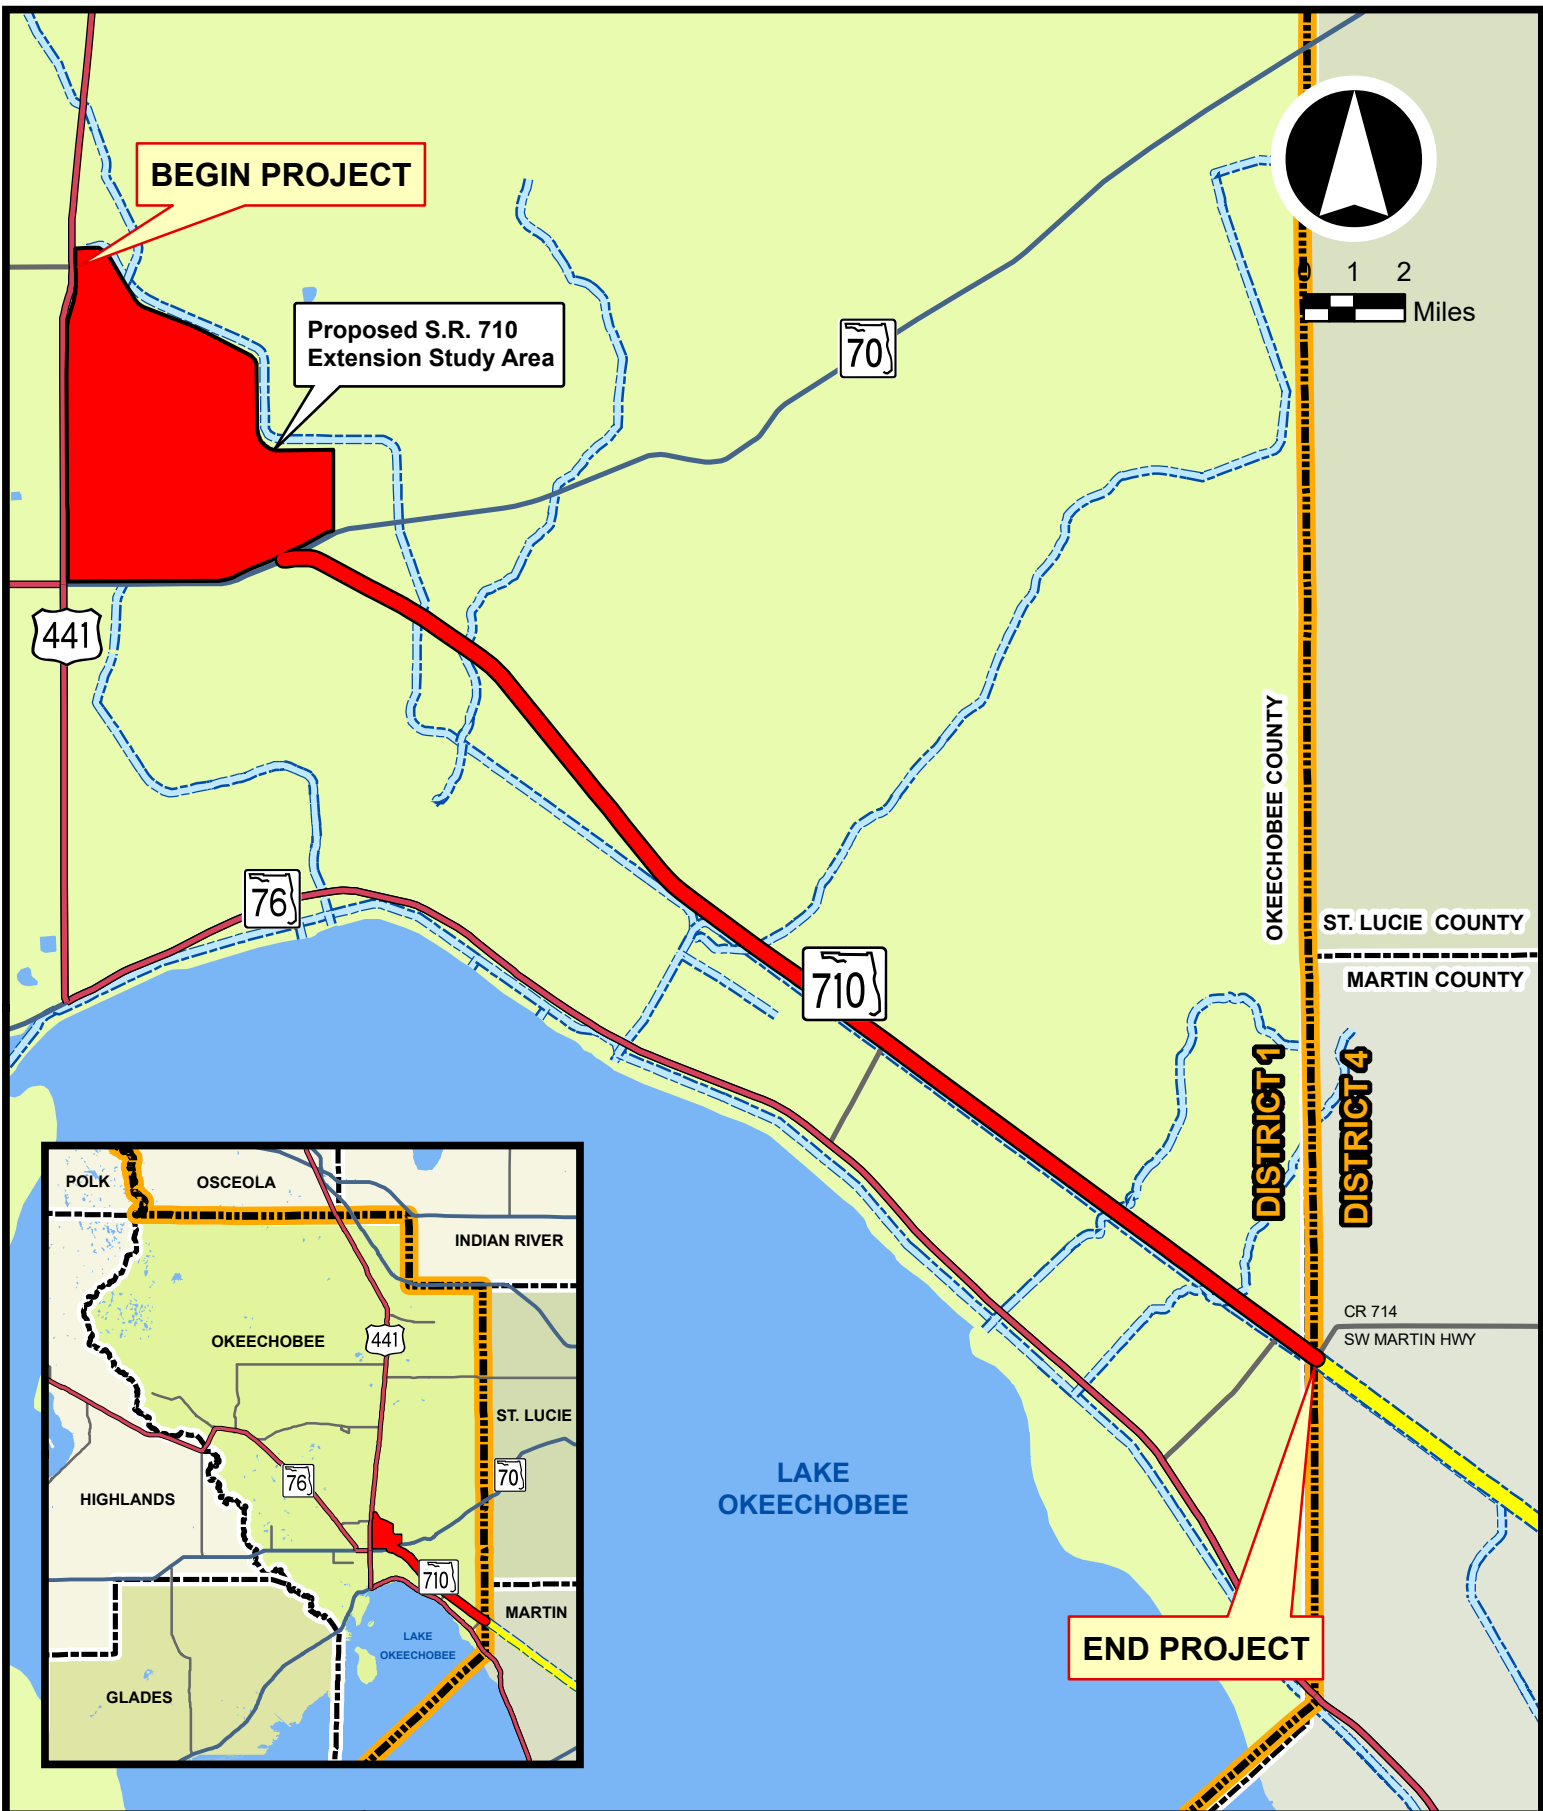 BEGIN PROJECT
0 1 2
Miles
Proposed S.R. 710
Extension Study Area
70
441
OKEECHOBEE COUNTY
76
ST. LUCIE COUNTY
MARTIN COUNTY
710
DISTRICT 1
DISTRICT 4
CR 714
SW MARTIN HWY
LAKE
OKEECHOBEE
END PROJECT
POLK
OSCEOLA
INDIAN RIVER
OKEECHOBEE
441
ST. LUCIE
76
70
HIGHLANDS
710
MARTIN
LAKE
OKEECHOBEE
GLADES